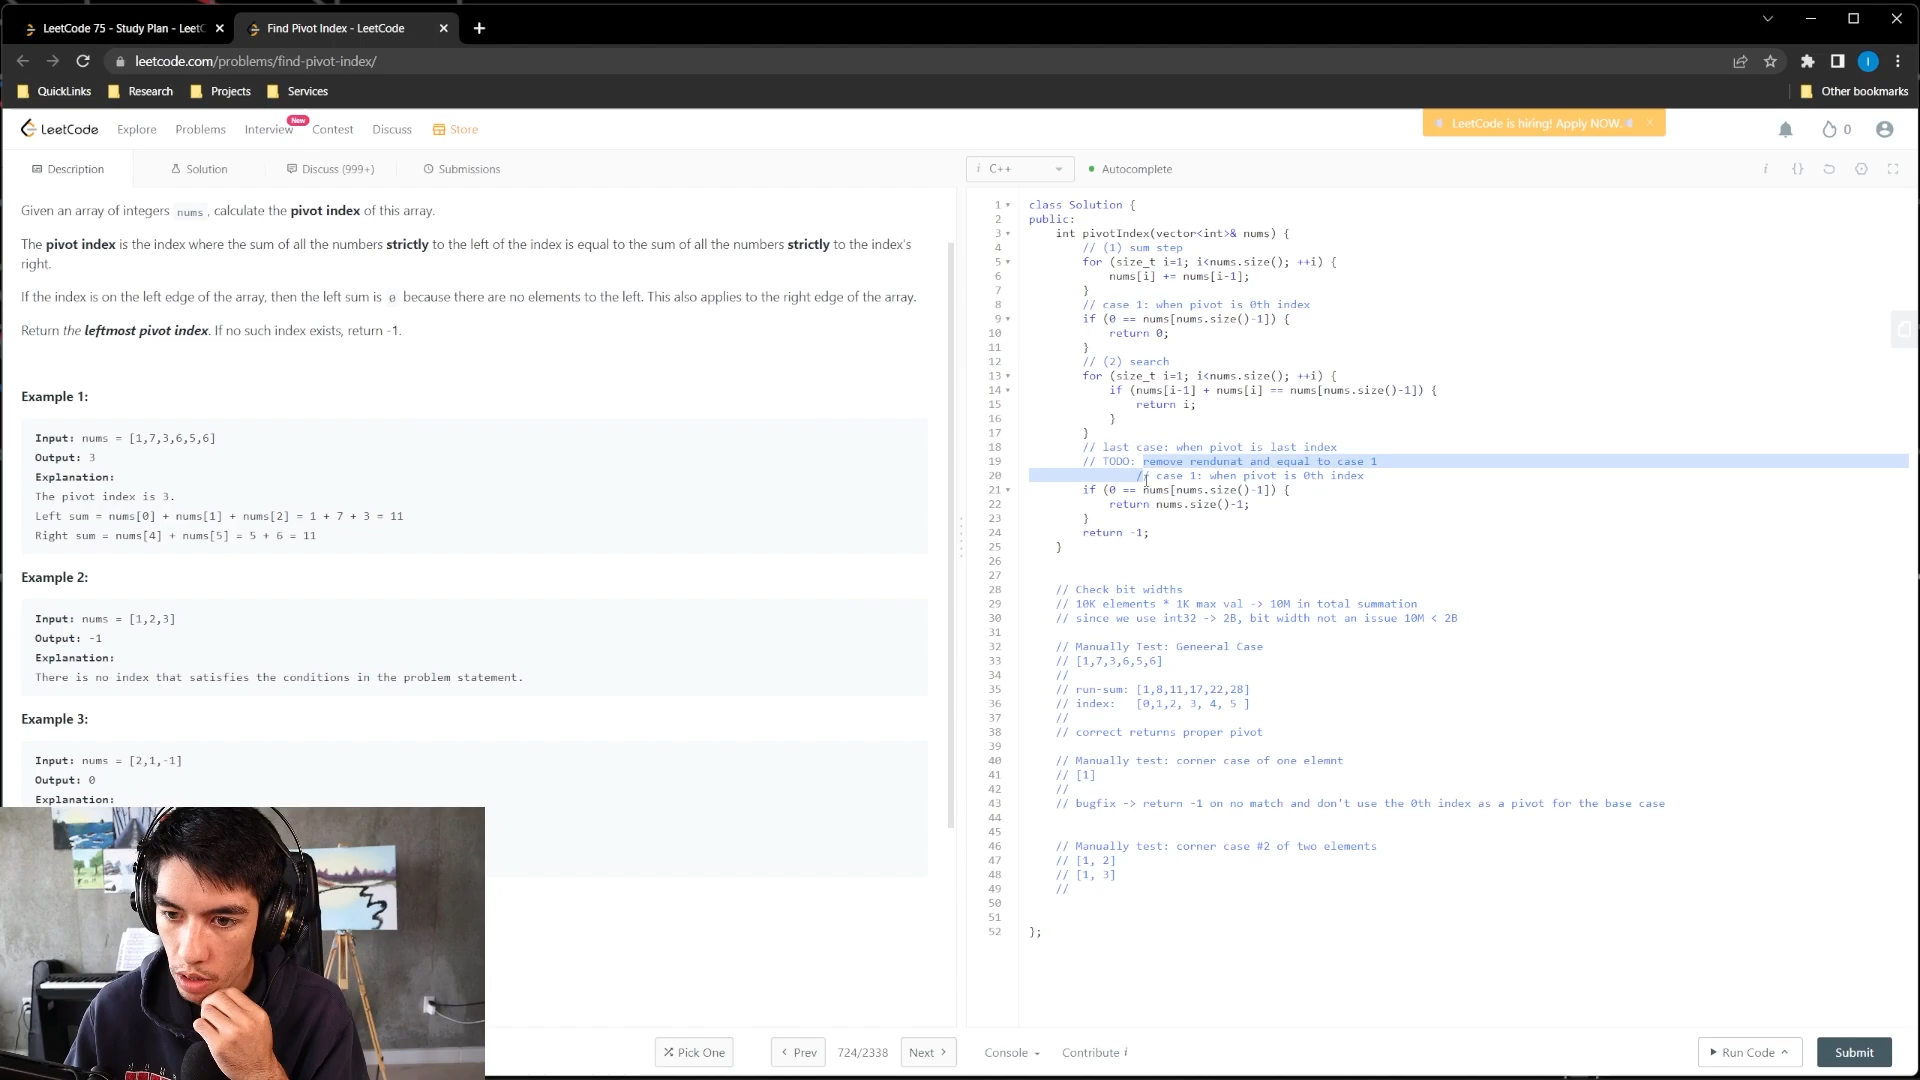 LeetCode 75 - Study Plan - LeetC
Find Pivot Index - LeetCode
leetcode.com/problems/find-pivot-index/
QuickLinks
Research
Projects
Services
Other bookmarks
LeetCode
Explore
Problems
Interview
New
Contest
Discuss
Store
LeetCode is hiring! Apply NOW.
0
Description
Solution
Discuss (999+)
Submissions
Given an array of integers nums, calculate the pivot index of this array.
The pivot index is the index where the sum of all the numbers strictly to the left of the index is equal to the sum of all the numbers strictly to the index's
right.
If the index is on the left edge of the array, then the left sum is 0 because there are no elements to the left. This also applies to the right edge of the array.
Return the leftmost pivot index. If no such index exists, return -1.
Example 1:
Input: nums = [1,7,3,6,5,6]
Output: 3
Explanation:
The pivot index is 3.
Left sum = nums[0] + nums[1] + nums[2] = 1 + 7 + 3 = 11
Right sum = nums[4] + nums[5] = 5 + 6 = 11
Example 2:
Input: nums = [1,2,3]
Output: -1
Explanation:
There is no index that satisfies the conditions in the problem statement.
Example 3:
Input: nums = [2,1,-1]
Output: 0
Explanation:
i C++
Autocomplete
1 class Solution {
2 public:
3 int pivotIndex(vector<int>& nums) {
4 // (1) sum step
5 for (size_t i=1; i<nums.size(); ++i) {
6 nums[i] += nums[i-1];
7 }
8 // case 1: when pivot is 0th index
9 if (0 == nums[nums.size()-1]) {
10 return 0;
11 }
12 // (2) search
13 for (size_t i=1; i<nums.size(); ++i) {
14 if (nums[i-1] + nums[i] == nums[nums.size()-1]) {
15 return i;
16 }
17 }
18 // last case: when pivot is last index
19 // TODO: remove rendunat and equal to case 1
20 // case 1: when pivot is 0th index
21 if (0 == nums[nums.size()-1]) {
22 return nums.size()-1;
23 }
24 return -1;
25 }
26
27
28 // Check bit widths
29 // 10K elements * 1K max val -> 10M in total summation
30 // since we use int32 -> 2B, bit width not an issue 10M < 2B
31
32 // Manually Test: Geneeral Case
33 // [1,7,3,6,5,6]
34 //
35 // run-sum: [1,8,11,17,22,28]
36 // index: [0,1,2, 3, 4, 5 ]
37 //
38 // correct returns proper pivot
39
40 // Manually test: corner case of one elemnt
41 // [1]
42 //
43 // bugfix -> return -1 on no match and don't use the 0th index as a pivot for the base case
44
45
46 // Manually test: corner case #2 of two elements
47 // [1, 2]
48 // [1, 3]
49 //
50
51
52 };
Pick One
Prev
724/2338
Next
Console
Contribute i
Run Code
Submit